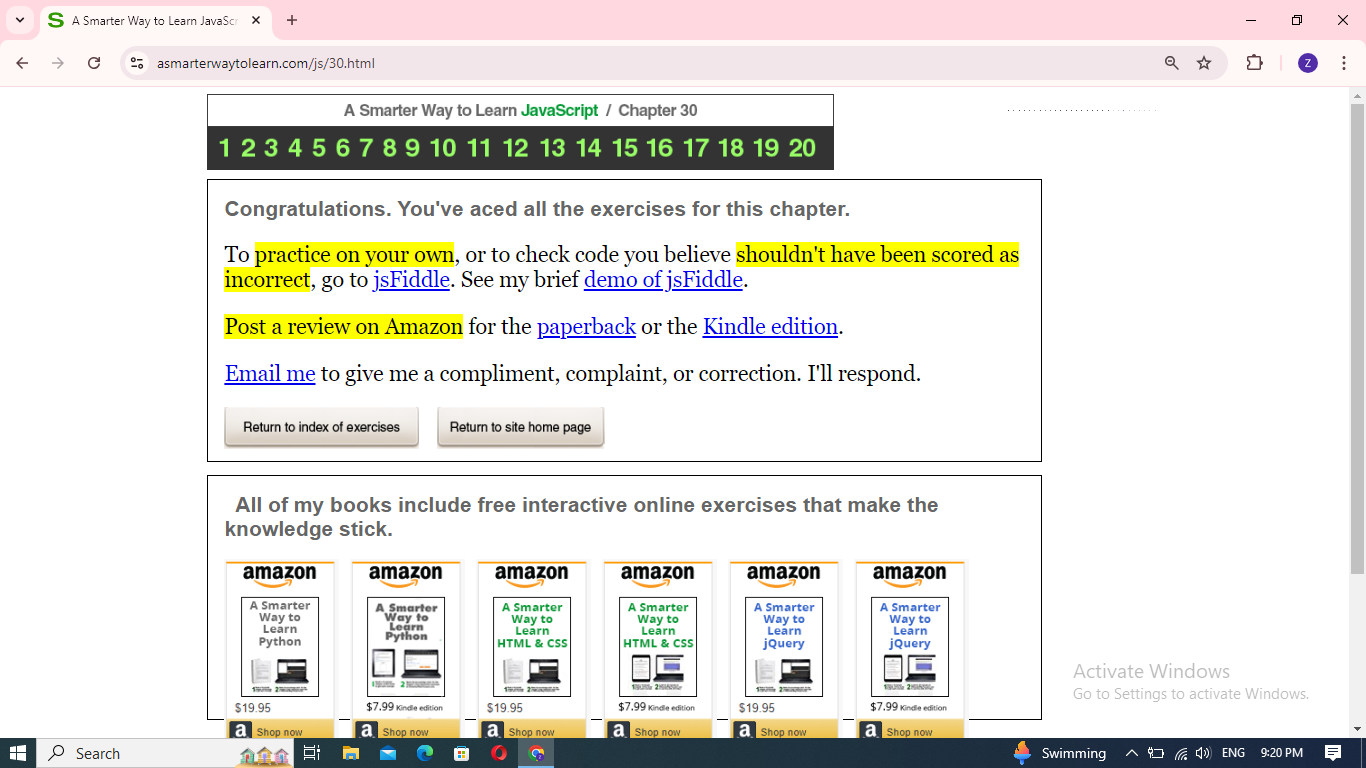 A Smarter Way to Learn JavaScr
asmarterwaytolearn.com/js/30.html
Z
A Smarter Way to Learn JavaScript / Chapter 30
1 2 3 4 5 6 7 8 9 10 11 12 13 14 15 16 17 18 19 20
Congratulations. You've aced all the exercises for this chapter.
To practice on your own, or to check code you believe shouldn't have been scored as
incorrect, go to jsFiddle. See my brief demo of jsFiddle.
Post a review on Amazon for the paperback or the Kindle edition.
Email me to give me a compliment, complaint, or correction. I'll respond.
Return to index of exercises Return to site home page
All of my books include free interactive online exercises that make the
knowledge stick.
amazon amazon amazon amazon amazon amazon
A Smarter A Smarter A Smarter A Smarter A Smarter A Smarter
Way to Way to Way to Way to Way to Way to
Learn Learn Learn Learn Learn Learn
Python Python HTML & CSS HTML & CSS jQuery jQuery
$19.95 $7.99 Kindle edition $19.95 $7.99 Kindle edition $19.95 $7.99 Kindle edition
a Shop now a Shop now a Shop now a Shop now a Shop now a Shop now
Activate Windows
Go to Settings to activate Windows.
Search
Swimming
ENG
9:20 PM